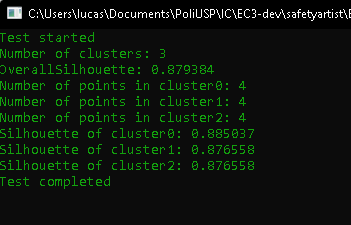 C:\Users\lucas\Documents\PoliUSP\IC\EC3-dev\safetyartist\E
Test started
Number of clusters: 3
OverallSilhouette: 0.879384
Number of points in cluster0: 4
Number of points in cluster1: 4
Number of points in cluster2: 4
Silhouette of cluster0: 0.885037
Silhouette of cluster1: 0.876558
Silhouette of cluster2: 0.876558
Test completed